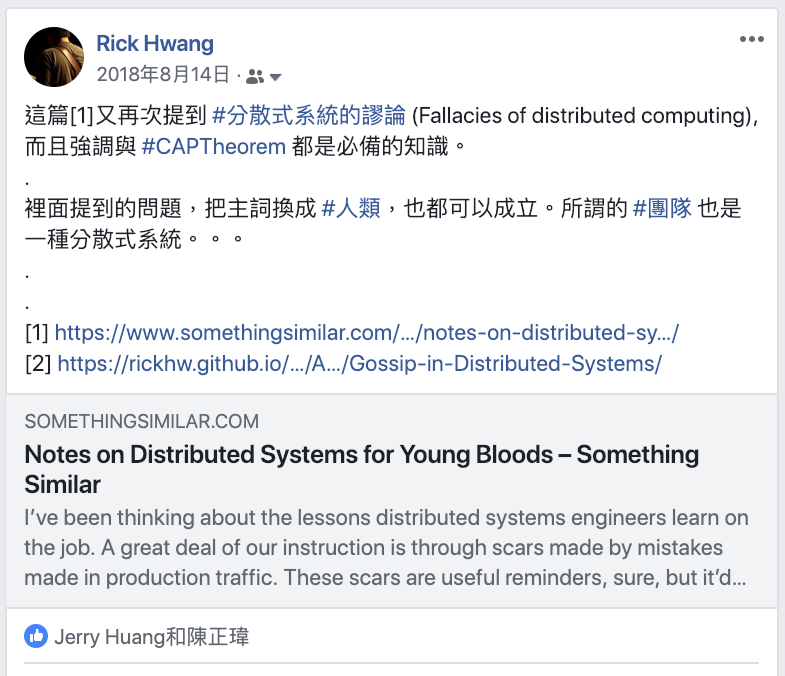 Rick Hwang
2018年8月14日 ·
這篇[1]又再次提到 #分散式系統的謬論 (Fallacies of distributed computing),
而且強調與 #CAPTheorem 都是必備的知識。
.
裡面提到的問題，把主詞換成 #人類，也都可以成立。所謂的 #團隊 也是
一種分散式系統。。。
.
.
[1] https://www.somethingsimilar.com/…/notes-on-distributed-sy…/
[2] https://rickhw.github.io/…/A…/Gossip-in-Distributed-Systems/
SOMETHINGSIMILAR.COM
Notes on Distributed Systems for Young Bloods – Something
Similar
I’ve been thinking about the lessons distributed systems engineers learn on
the job. A great deal of our instruction is through scars made by mistakes
made in production traffic. These scars are useful reminders, sure, but it’d…
Jerry Huang和陳正瑋